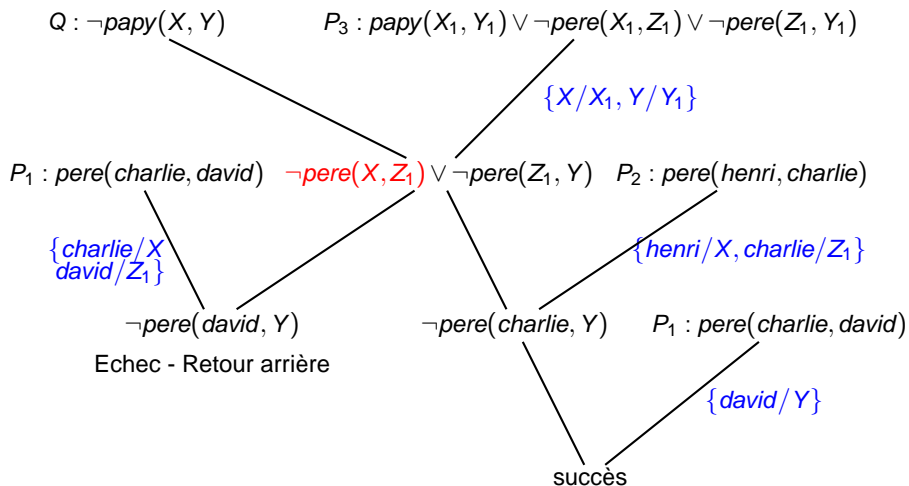 Q : ¬papy(X, Y) P₃ : papy(X₁, Y₁) ∨ ¬pere(X₁, Z₁) ∨ ¬pere(Z₁, Y₁)
{X/X₁, Y/Y₁}
P₁ : pere(charlie, david) ¬pere(X, Z₁) ∨ ¬pere(Z₁, Y) P₂ : pere(henri, charlie)
{charlie/X
david/Z₁}
{henri/X, charlie/Z₁}
¬pere(david, Y) ¬pere(charlie, Y) P₁ : pere(charlie, david)
Echec - Retour arrière
{david/Y}
succès